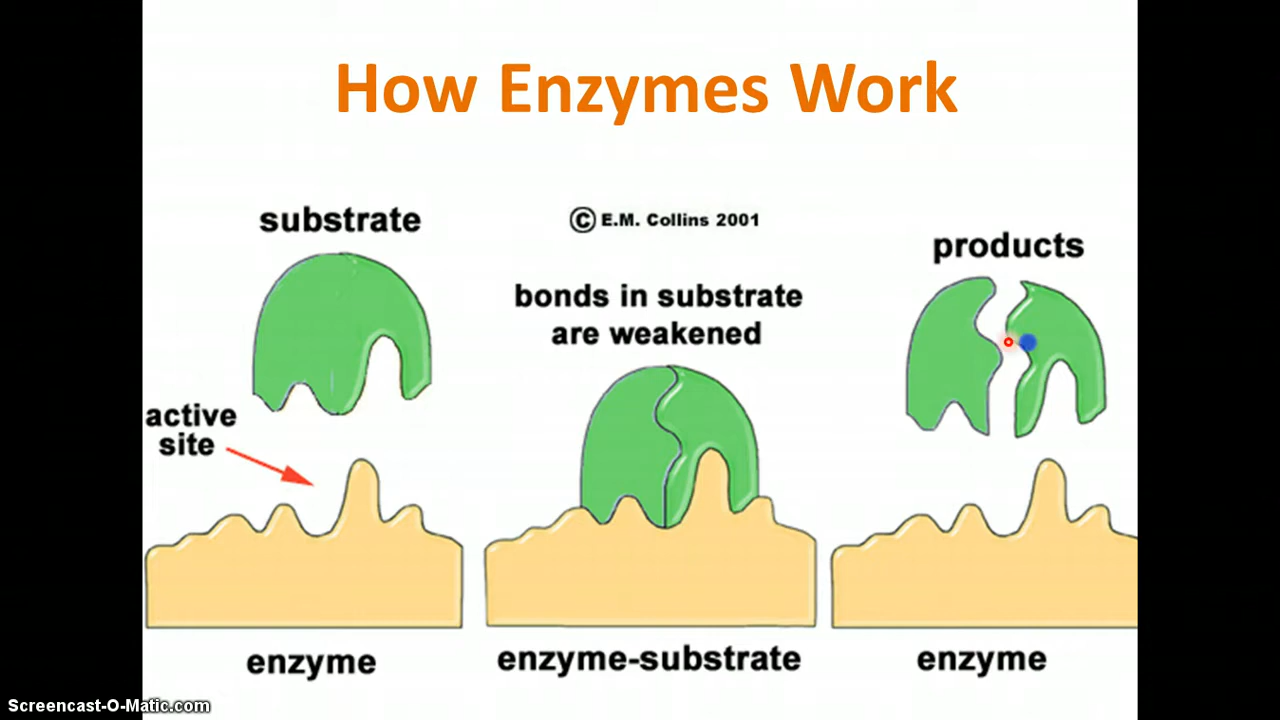 How Enzymes Work
substrate
© E.M. Collins 2001
products
bonds in substrate
are weakened
active
site
enzyme
enzyme-substrate
enzyme
Screencast-O-Matic.com